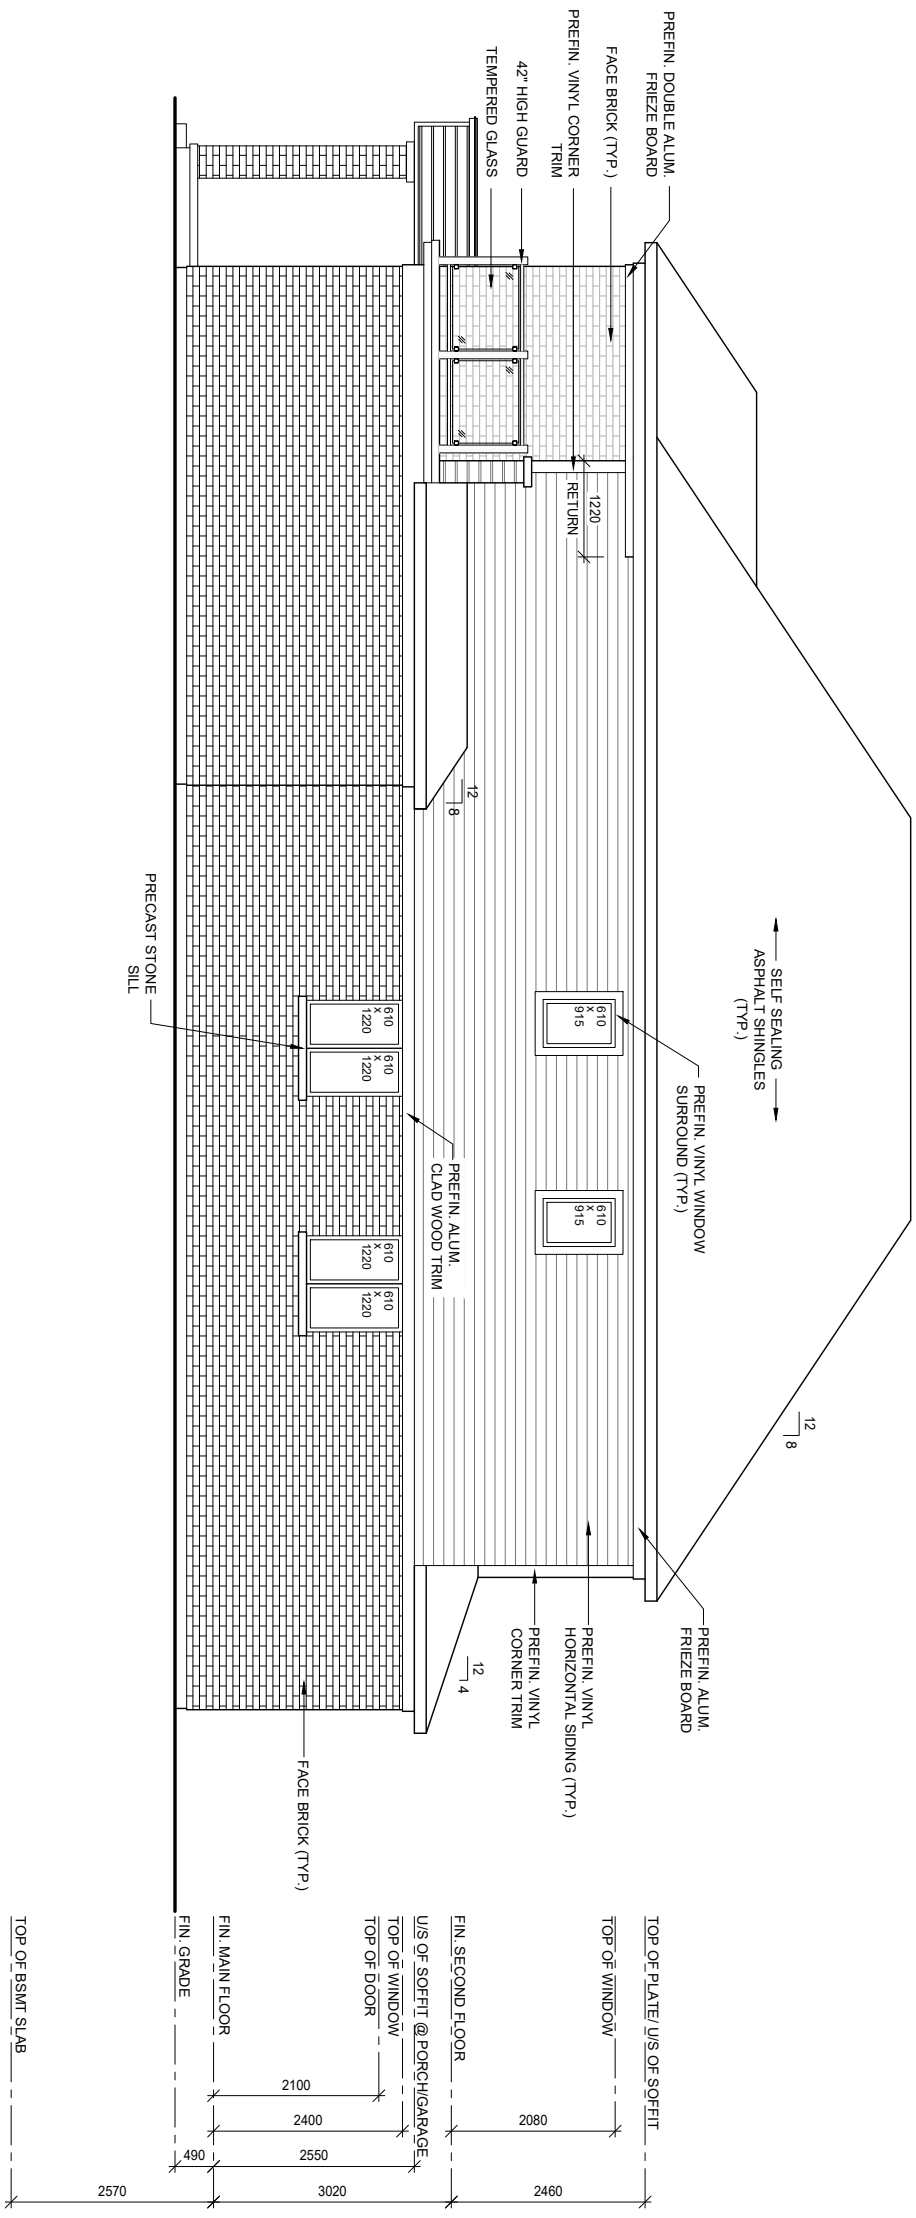 PREFIN. DOUBLE ALUM.
FRIEZE BOARD
FACE BRICK (TYP.)
PREFIN. VINYL CORNER
TRIM
42" HIGH GUARD
TEMPERED GLASS
1220
RETURN
12
8
SELF SEALING
ASPHALT SHINGLES
(TYP.)
PREFIN. VINYL WINDOW
SURROUND (TYP.)
610
X
915
610
X
915
12
8
PREFIN. ALUM.
FRIEZE BOARD
PREFIN. VINYL
HORIZONTAL SIDING (TYP.)
PREFIN. VINYL
CORNER TRIM
12
4
PREFIN. ALUM.
CLAD WOOD TRIM
610
X
1220
610
X
1220
610
X
1220
610
X
1220
PRECAST STONE
SILL
FACE BRICK (TYP.)
TOP OF PLATE/ U/S OF SOFFIT
TOP OF WINDOW
FIN. SECOND FLOOR
U/S OF SOFFIT @ PORCH/GARAGE
TOP OF WINDOW
TOP OF DOOR
FIN. MAIN FLOOR
FIN. GRADE
TOP OF BSMT SLAB
2080
2460
2100
2400
2550
3020
490
2570